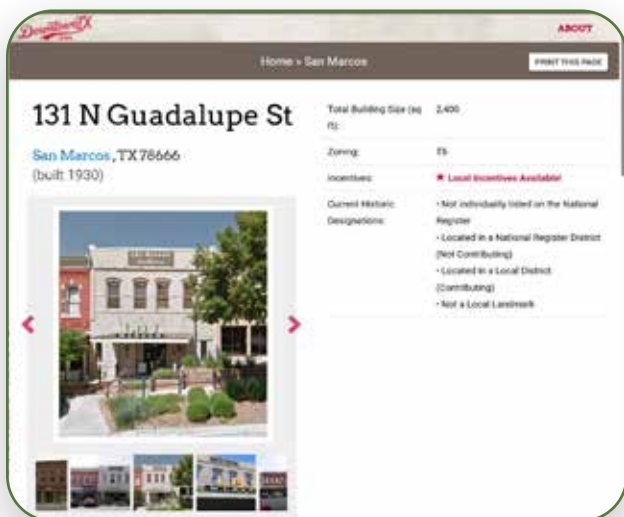 DowntownTX
ABOUT
Home » San Marcos
PRINT THIS PAGE
131 N Guadalupe St
San Marcos, TX 78666
(built 1930)
Total Building Size (sq
ft):
2,400
Zoning:
T5
Incentives:
★ Local Incentives Available!
Current Historic
Designations:
• Not individually listed on the National
Register
• Located in a National Register District
(Not Contributing)
• Located in a Local District
(Contributing)
• Not a Local Landmark